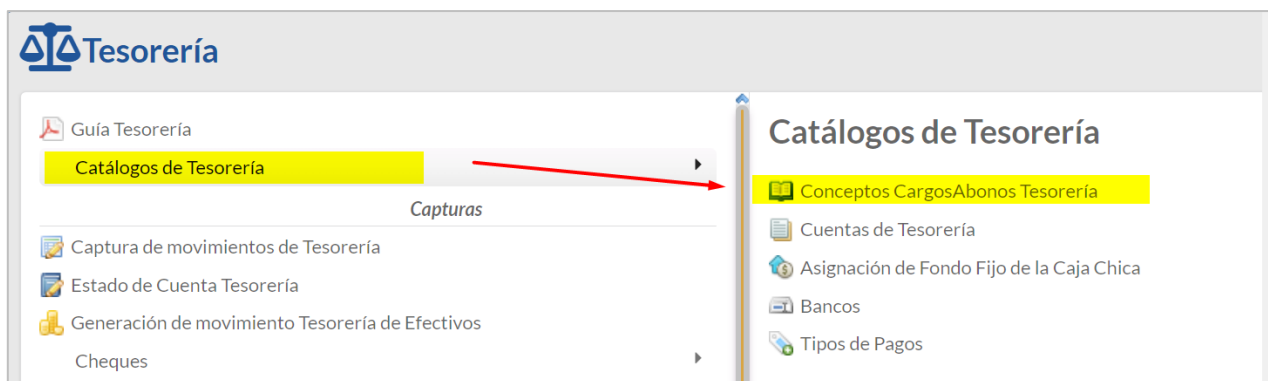 Tesorería
Guía Tesorería
Catálogos de Tesorería
Capturas
Captura de movimientos de Tesorería
Estado de Cuenta Tesorería
Generación de movimiento Tesorería de Efectivos
Cheques
Catálogos de Tesorería
Conceptos CargosAbonos Tesorería
Cuentas de Tesorería
Asignación de Fondo Fijo de la Caja Chica
Bancos
Tipos de Pagos